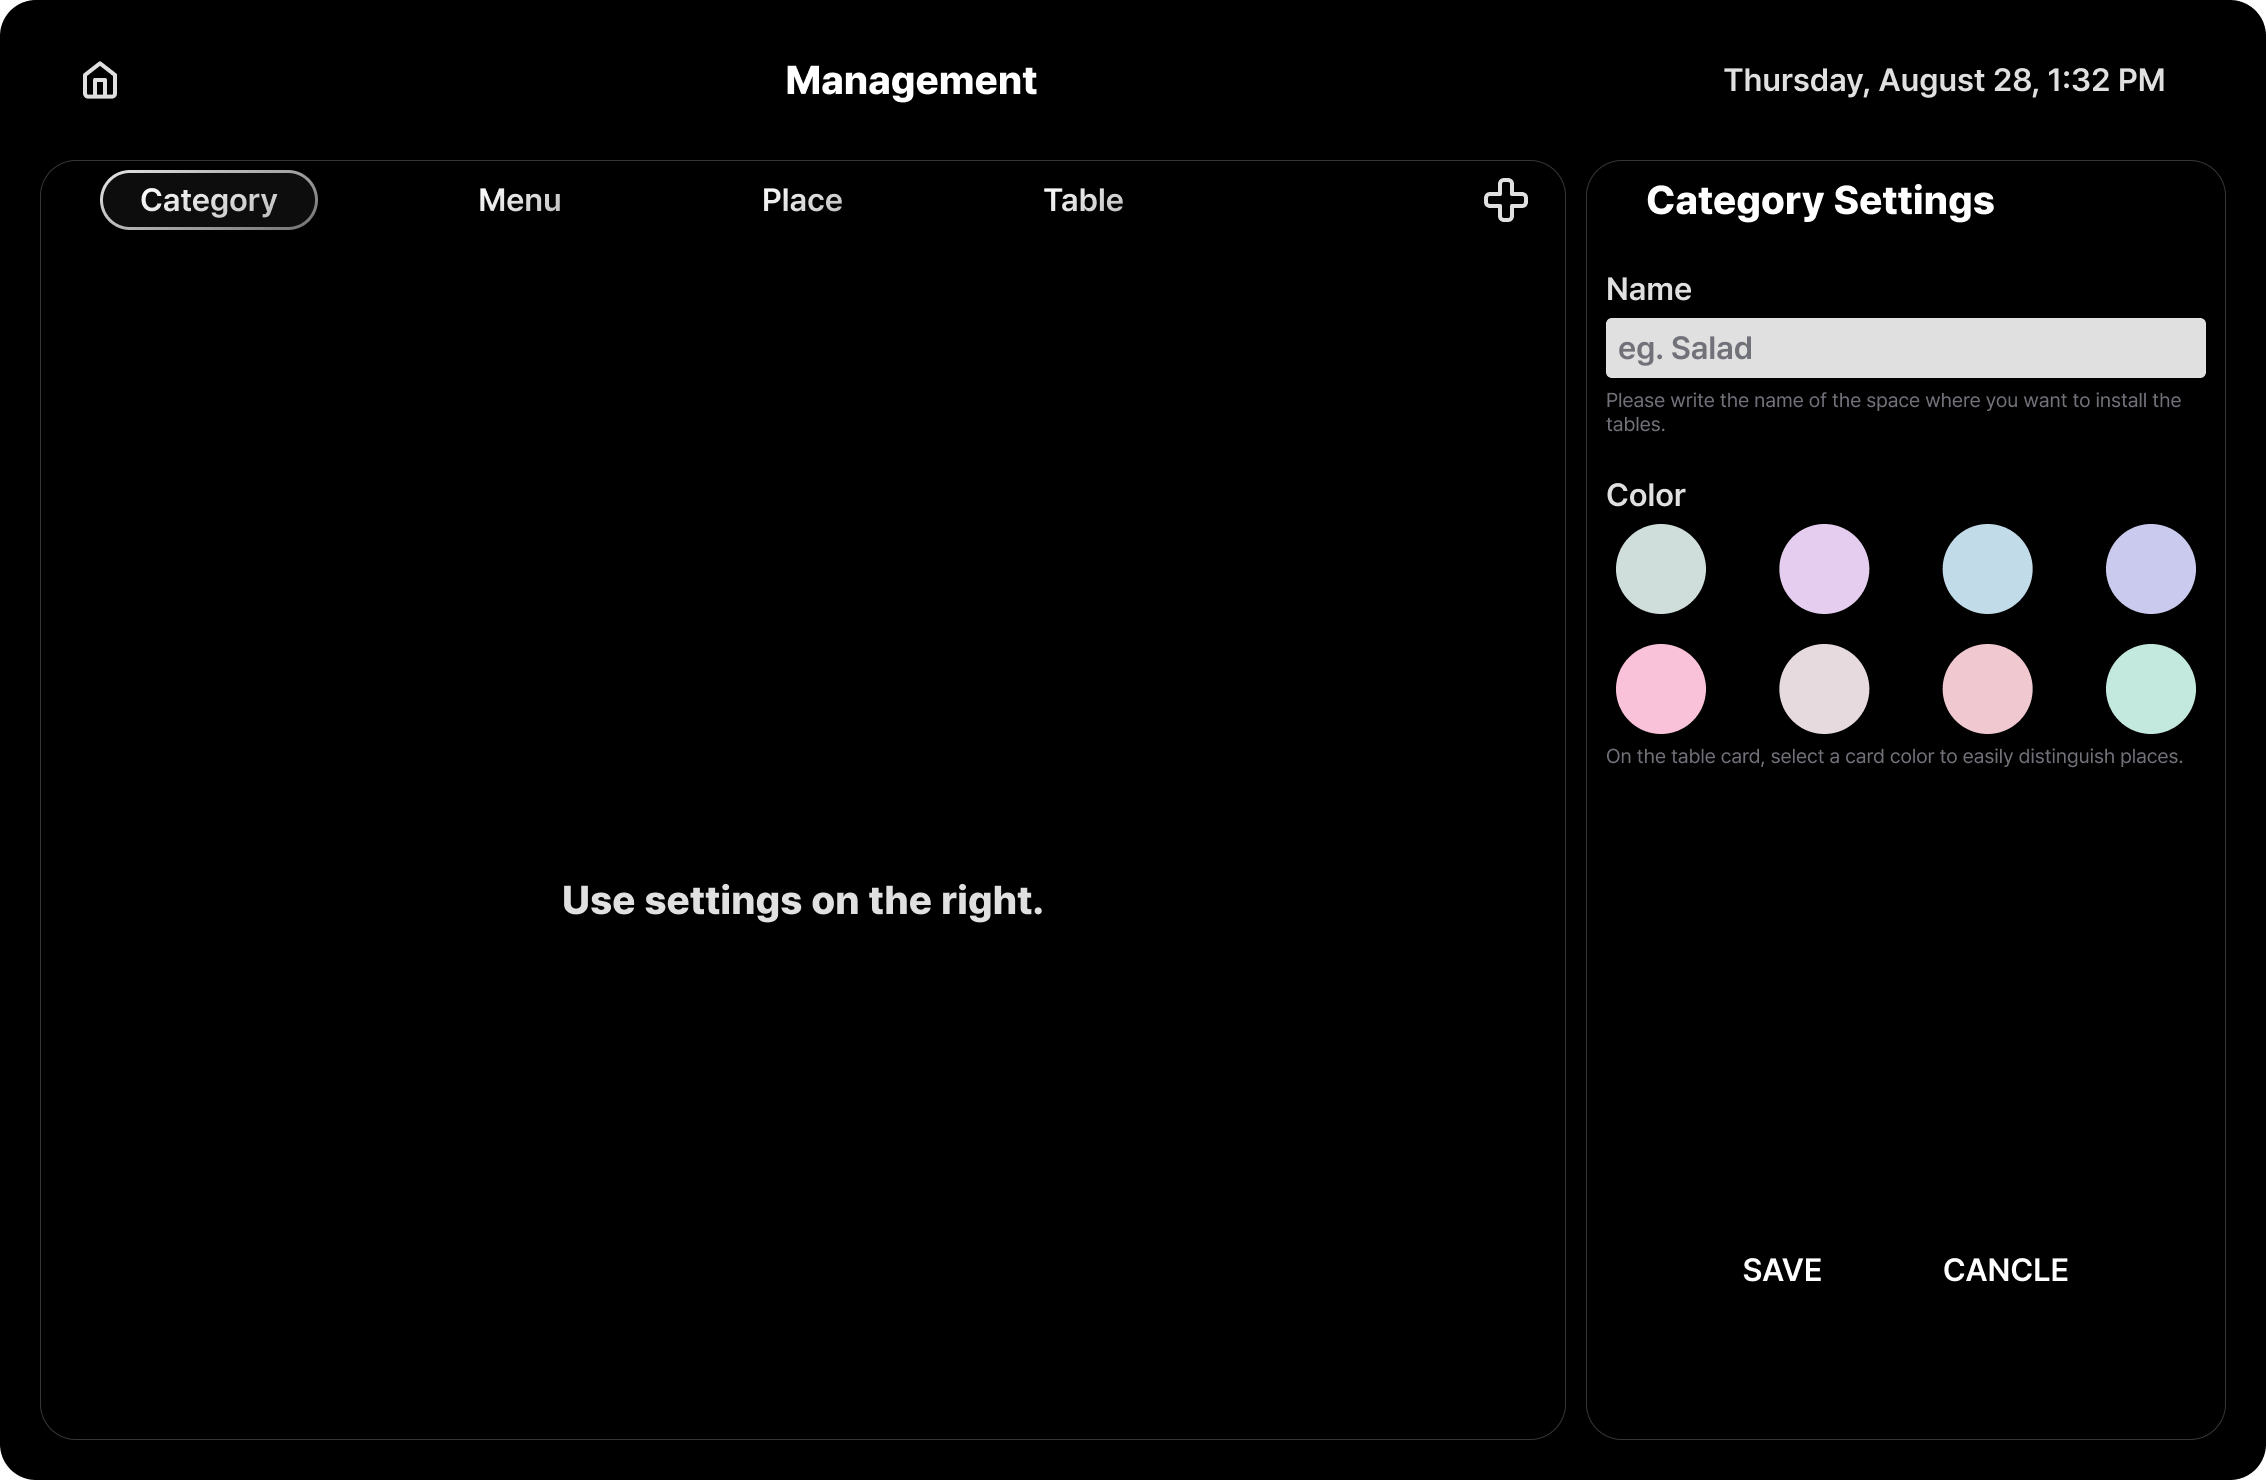 Management
Thursday, August 28, 1:32 PM
Category
Menu
Place
Table
Use settings on the right.
Category Settings
Name
eg. Salad
Please write the name of the space where you want to install the
tables.
Color
On the table card, select a card color to easily distinguish places.
SAVE
CANCLE